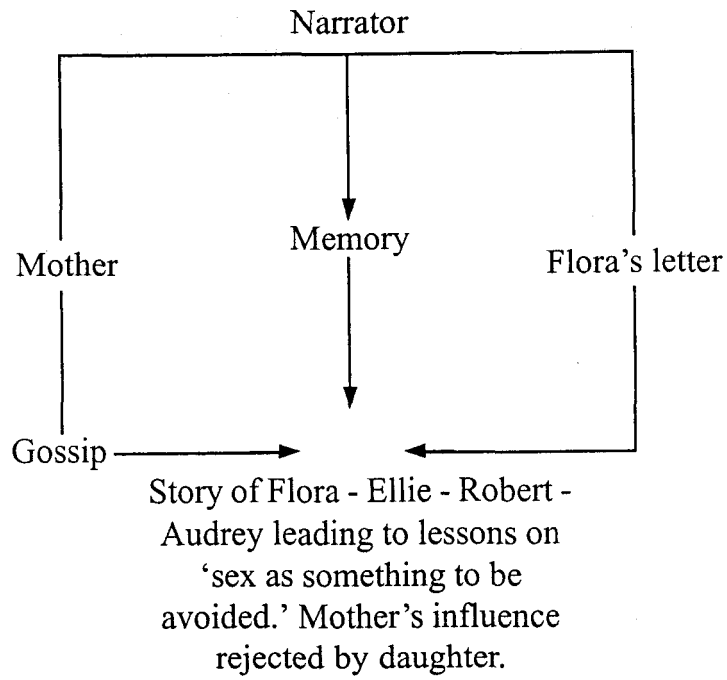 Narrator
Memory
Mother
Flora's letter
Gossip
Story of Flora - Ellie - Robert -
Audrey leading to lessons on
‘sex as something to be
avoided.’ Mother's influence
rejected by daughter.